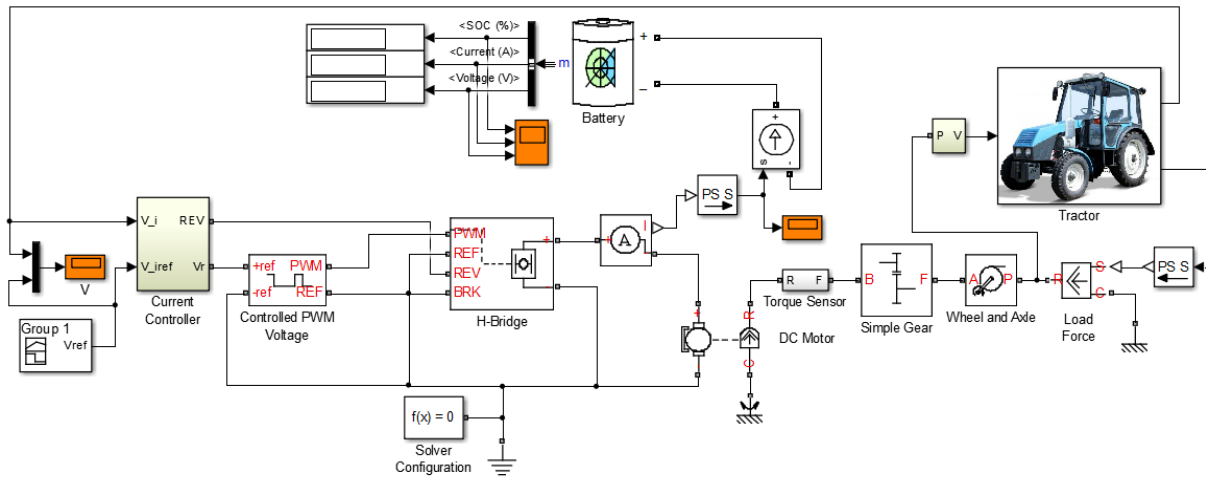 <SOC (%)>
<Current (A)>
<Voltage (V)>
m
+
−
Battery
+
s
-
P V
Tractor
V_i REV
V_iref Vr
Current
Controller
V
Group 1
Vref
+ref PWM
-ref REF
Controlled PWM
Voltage
PWM
REF
REV
BRK
+
-
H-Bridge
+ A I
-
PS S
+
-
R
C
DC Motor
R F
Torque Sensor
B F
Simple Gear
A P
Wheel and Axle
R S
C
Load
Force
PS S
f(x) = 0
Solver
Configuration